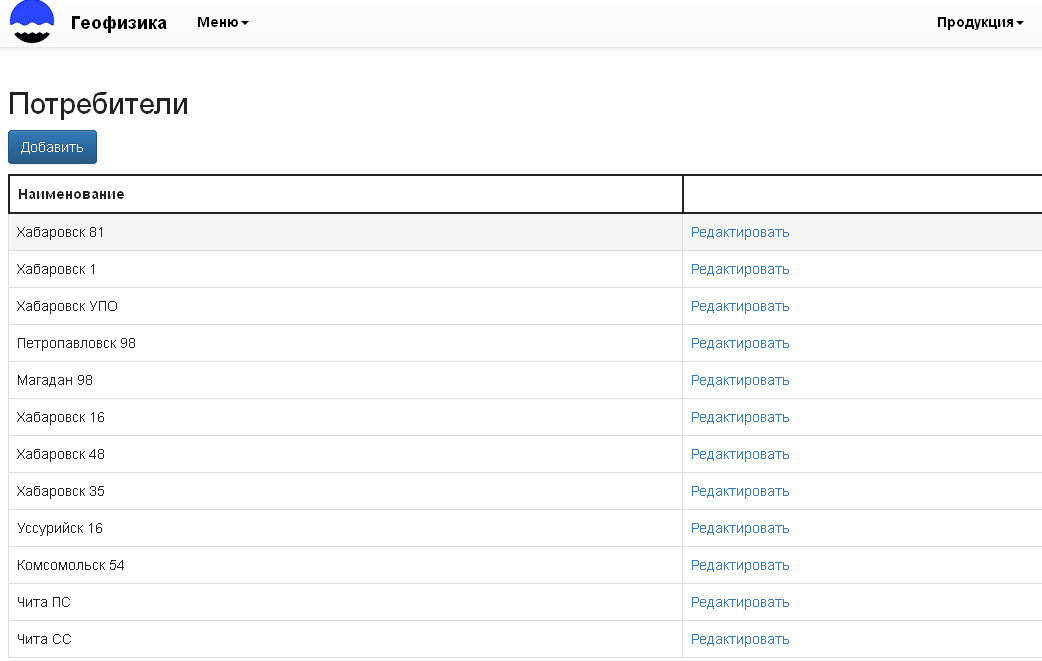 Геофизика Меню Продукция
Потребители
Добавить
Наименование
Хабаровск 81 Редактировать
Хабаровск 1 Редактировать
Хабаровск УПО Редактировать
Петропавловск 98 Редактировать
Магадан 98 Редактировать
Хабаровск 16 Редактировать
Хабаровск 48 Редактировать
Хабаровск 35 Редактировать
Уссурийск 16 Редактировать
Комсомольск 54 Редактировать
Чита ПС Редактировать
Чита СС Редактировать